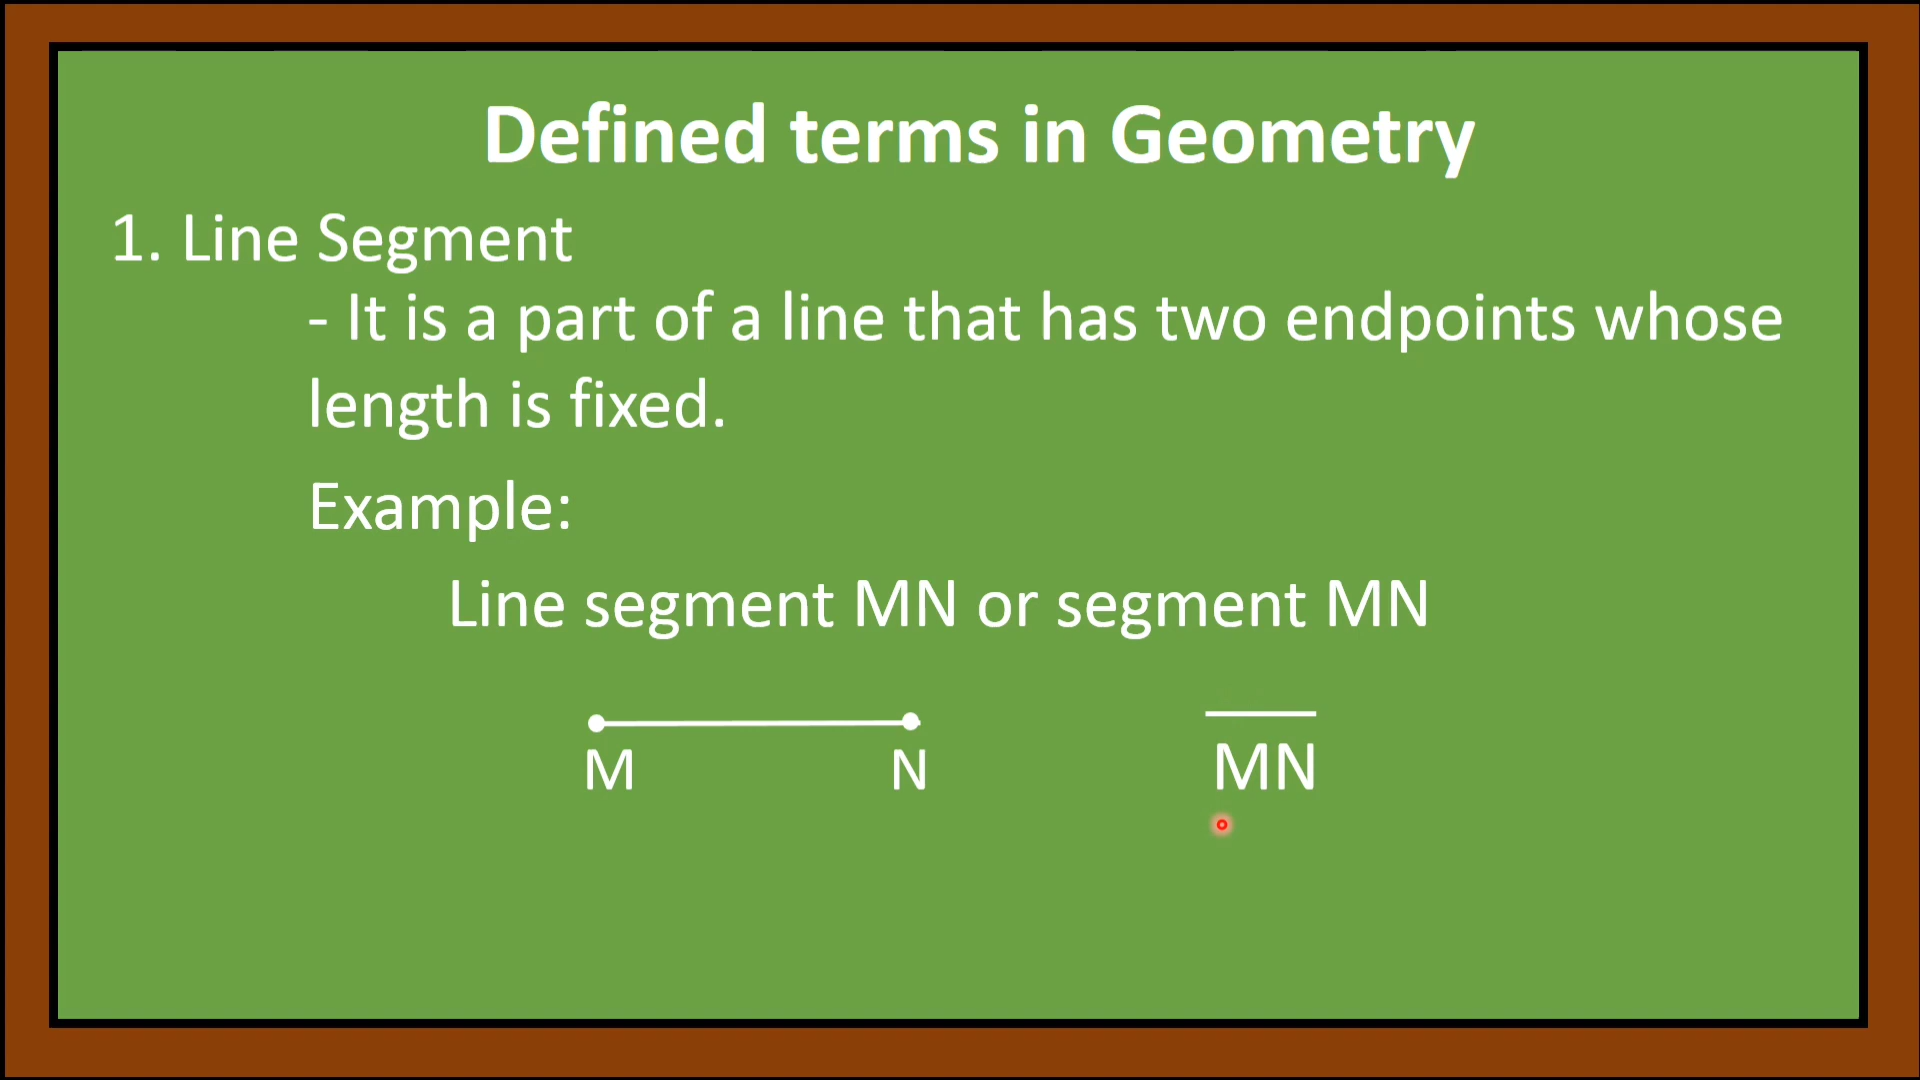 Defined terms in Geometry
1. Line Segment
- It is a part of a line that has two endpoints whose
length is fixed.
Example:
Line segment MN or segment MN
M N MN